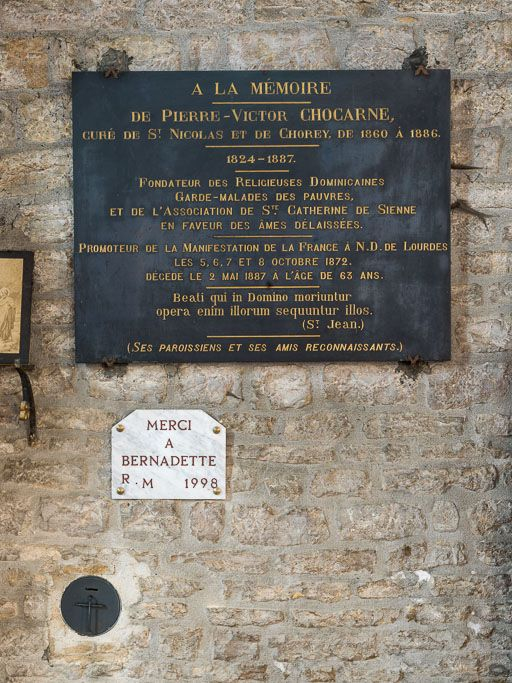 A LA MÉMOIRE
DE PIERRE-VICTOR CHOCARNE,
CURÉ DE St NICOLAS ET DE CHOREY, DE 1860 À 1886.
1824-1887.
FONDATEUR DES RELIGIEUSES DOMINICAINES
GARDE-MALADES DES PAUVRES,
ET DE L'ASSOCIATION DE Ste CATHERINE DE SIENNE
EN FAVEUR DES ÂMES DÉLAISSÉES.
PROMOTEUR DE LA MANIFESTATION DE LA FRANCE À N.D. DE LOURDES
LES 5, 6, 7 ET 8 OCTOBRE 1872.
DÉCÉDÉ LE 2 MAI 1887 À L'ÂGE DE 63 ANS.
Beati qui in Domino moriuntur
opera enim illorum sequuntur illos.
(St JEAN.)
(SES PAROISSIENS ET SES AMIS RECONNAISSANTS.)
MERCI
A
BERNADETTE
R. M 1998